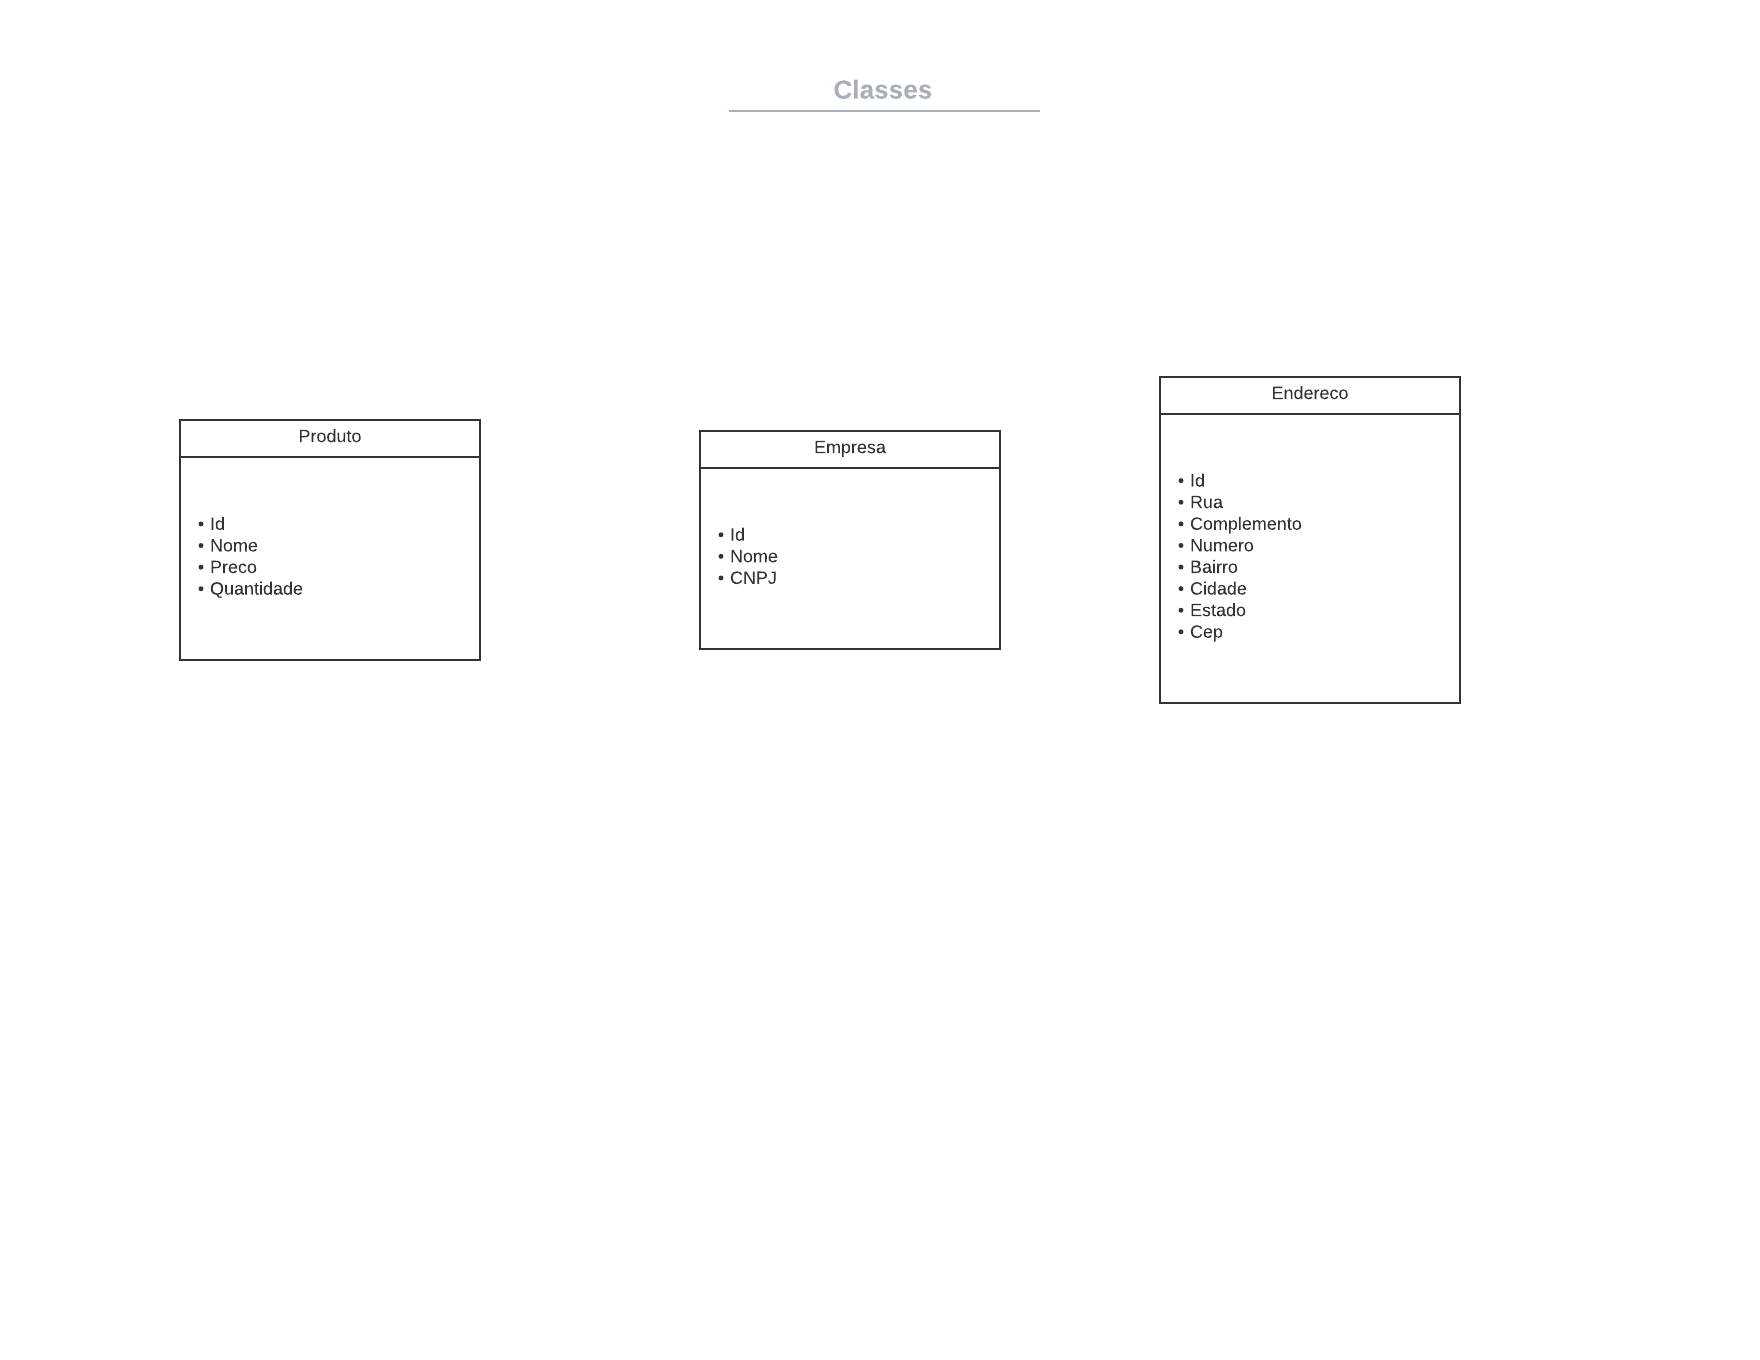 Classes
Produto
• Id
• Nome
• Preco
• Quantidade
Empresa
• Id
• Nome
• CNPJ
Endereco
• Id
• Rua
• Complemento
• Numero
• Bairro
• Cidade
• Estado
• Cep